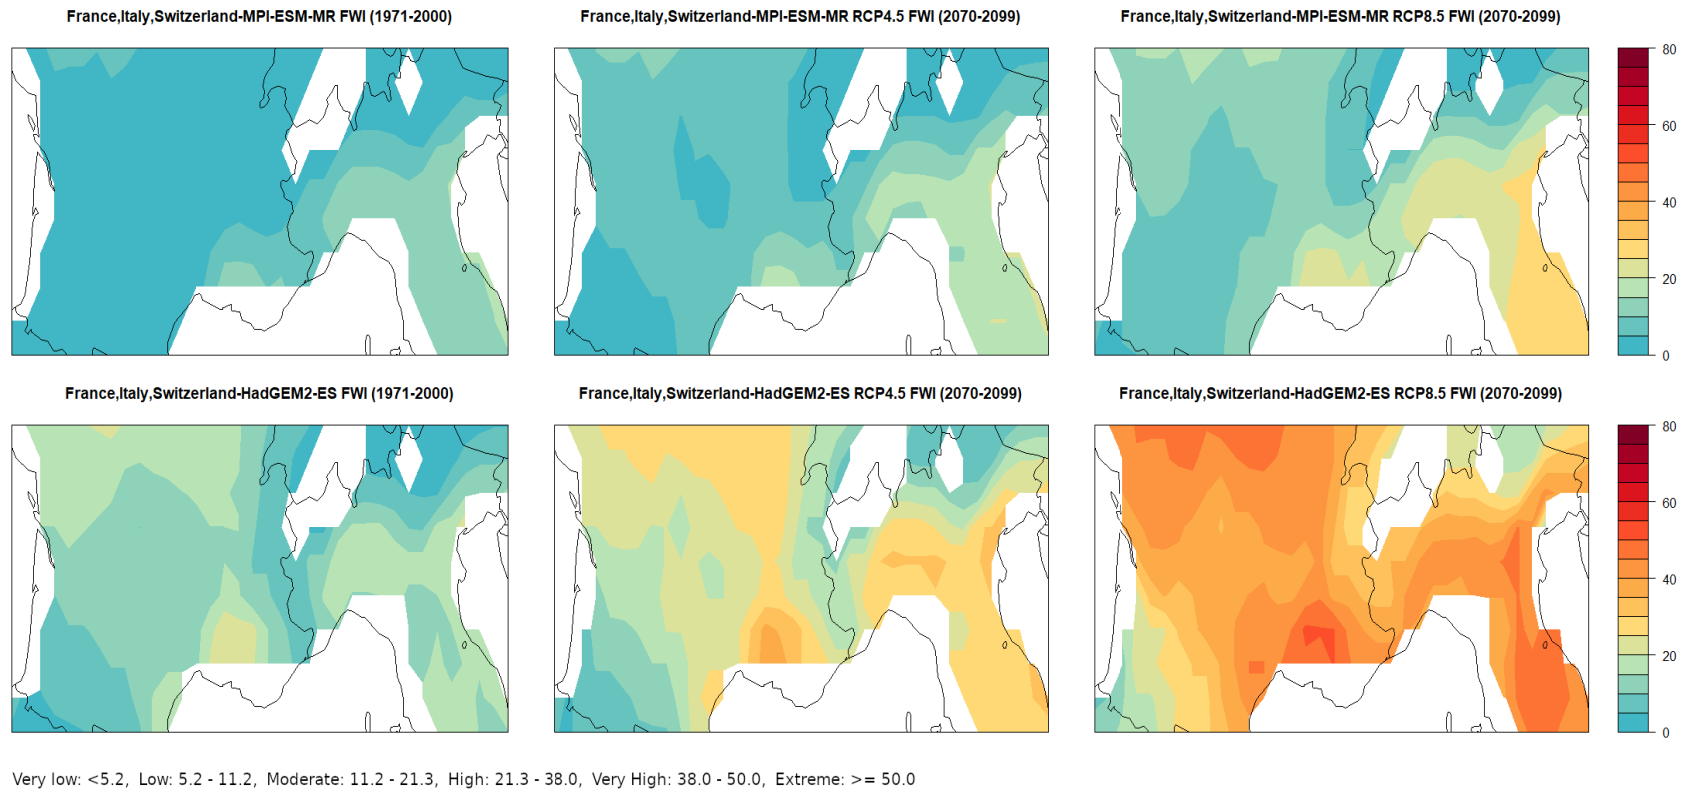 France,Italy,Switzerland-MPI-ESM-MR FWI (1971-2000)
France,Italy,Switzerland-MPI-ESM-MR RCP4.5 FWI (2070-2099)
France,Italy,Switzerland-MPI-ESM-MR RCP8.5 FWI (2070-2099)
80
60
40
20
0
France,Italy,Switzerland-HadGEM2-ES FWI (1971-2000)
France,Italy,Switzerland-HadGEM2-ES RCP4.5 FWI (2070-2099)
France,Italy,Switzerland-HadGEM2-ES RCP8.5 FWI (2070-2099)
80
60
40
20
0
Very low: <5.2,  Low: 5.2 - 11.2,  Moderate: 11.2 - 21.3,  High: 21.3 - 38.0,  Very High: 38.0 - 50.0,  Extreme: >= 50.0